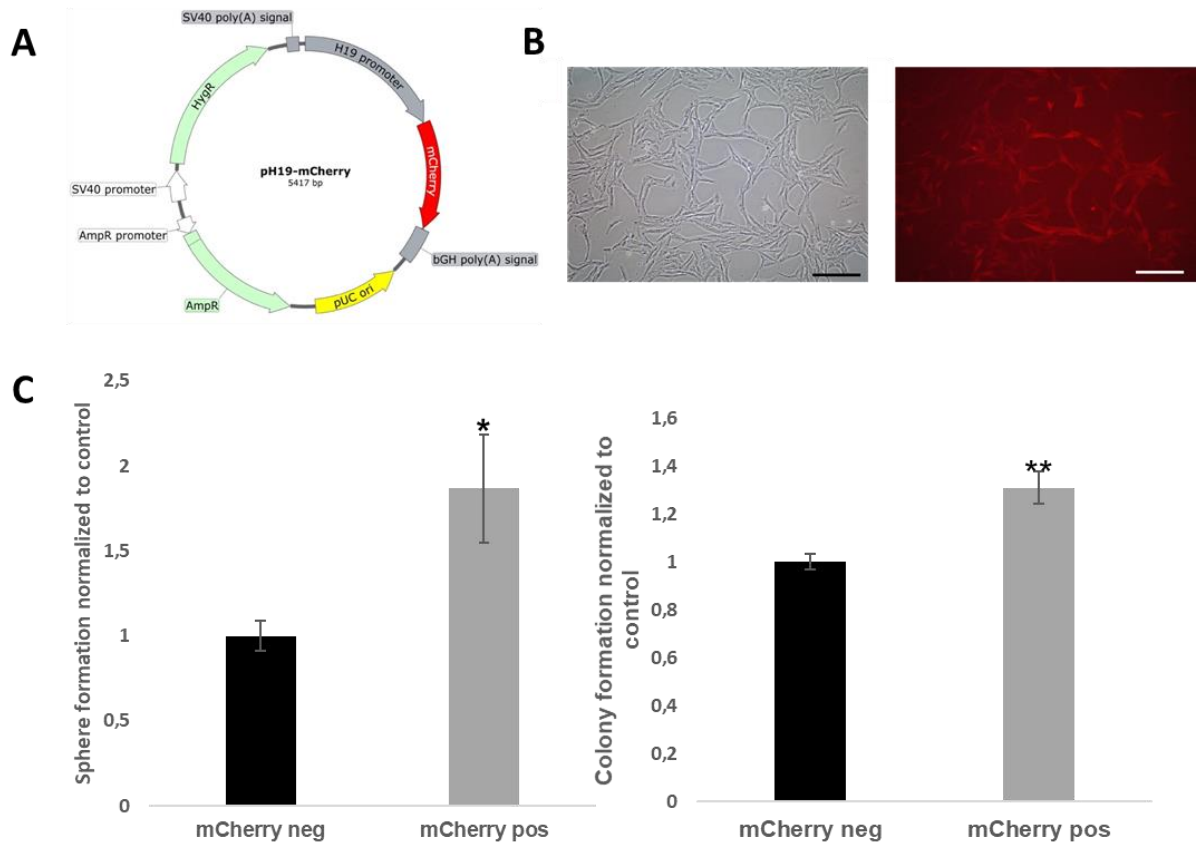 A
SV40 poly(A) signal
H19 promoter
HygR
mCherry
pH19-mCherry
5417 bp
SV40 promoter
AmpR promoter
bGH poly(A) signal
AmpR
pUC ori
B
C
Sphere formation normalized to control
2,5
2
1,5
1
0,5
0
*
mCherry neg
mCherry pos
Colony formation normalized to
control
1,6
1,4
1,2
1
0,8
0,6
0,4
0,2
0
**
mCherry neg
mCherry pos